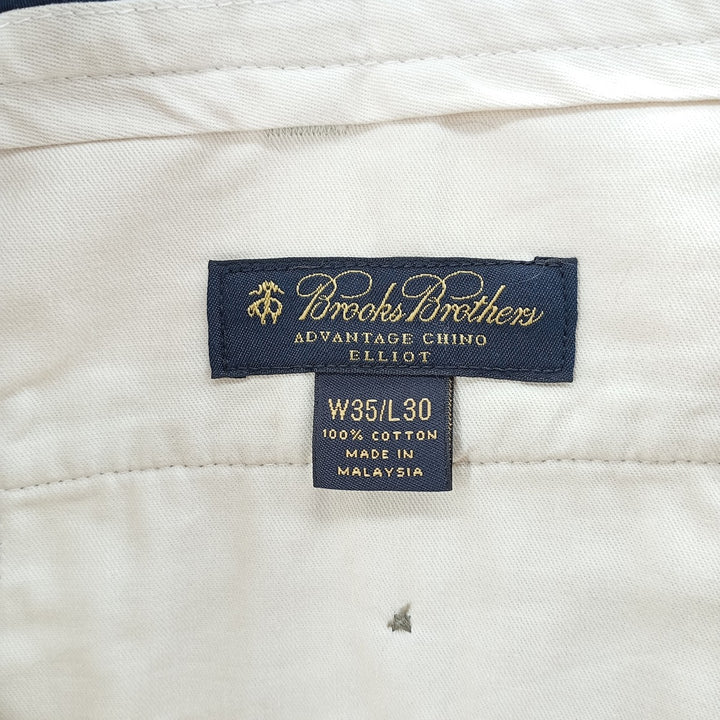 Brooks Brothers
ADVANTAGE CHINO
ELLIOT
W35/L30
100% COTTON
MADE IN
MALAYSIA